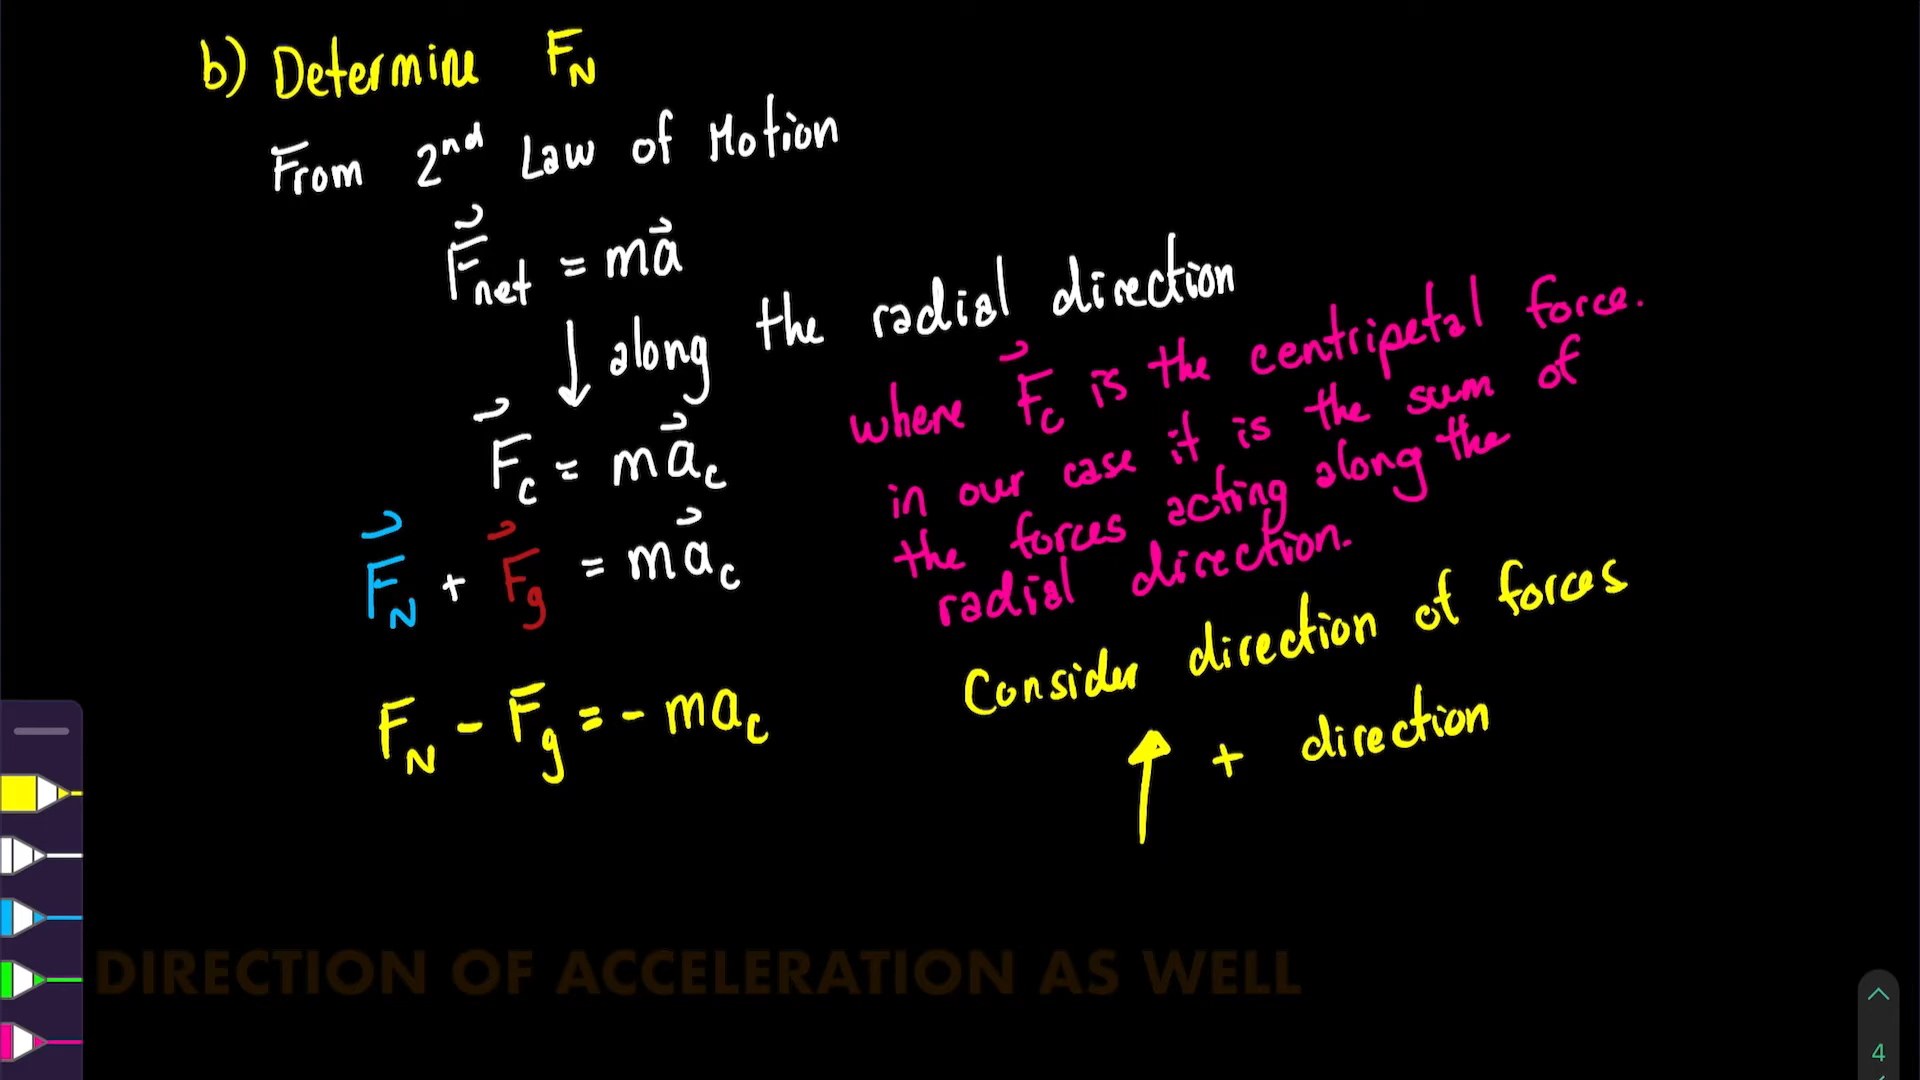 b) Determine F_N
From 2nd Law of Motion
F⃗_net = ma⃗
↓ along the radial direction
F⃗_c = ma⃗_c
where F⃗_c is the centripetal force.
in our case it is the sum of
the forces acting along the
radial direction.
F⃗_N + F⃗_g = ma⃗_c
Consider direction of forces
↑ + direction
F_N - F_g = - ma_c
DIRECTION OF ACCELERATION AS WELL
4